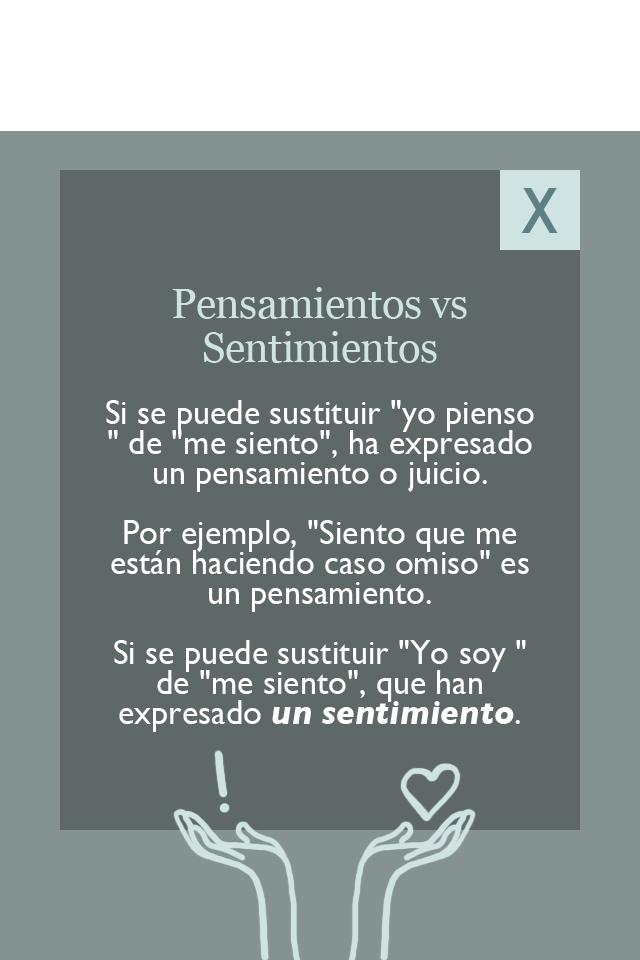 X
Pensamientos vs
Sentimientos
Si se puede sustituir "yo pienso
" de "me siento", ha expresado
un pensamiento o juicio.
Por ejemplo, "Siento que me
están haciendo caso omiso" es
un pensamiento.
Si se puede sustituir "Yo soy "
de "me siento", que han
expresado un sentimiento.
!